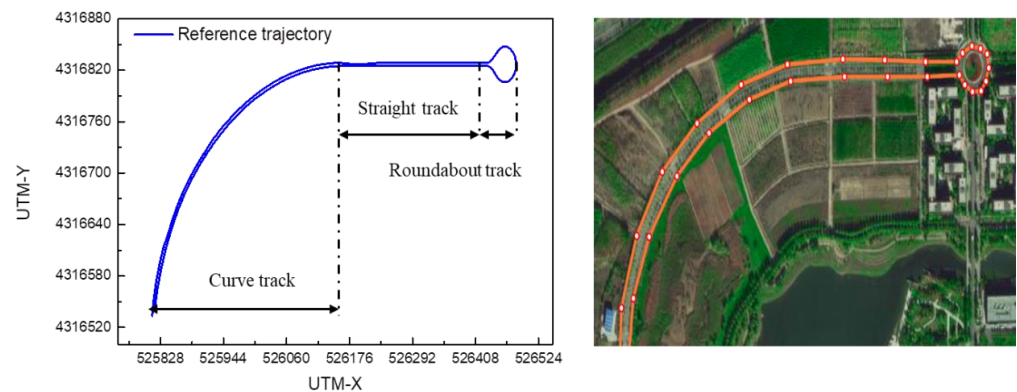 4316880
4316820
4316760
4316700
4316640
4316580
4316520
UTM-Y
Reference trajectory
Straight track
Roundabout track
Curve track
525828 525944 526060 526176 526292 526408 526524
UTM-X